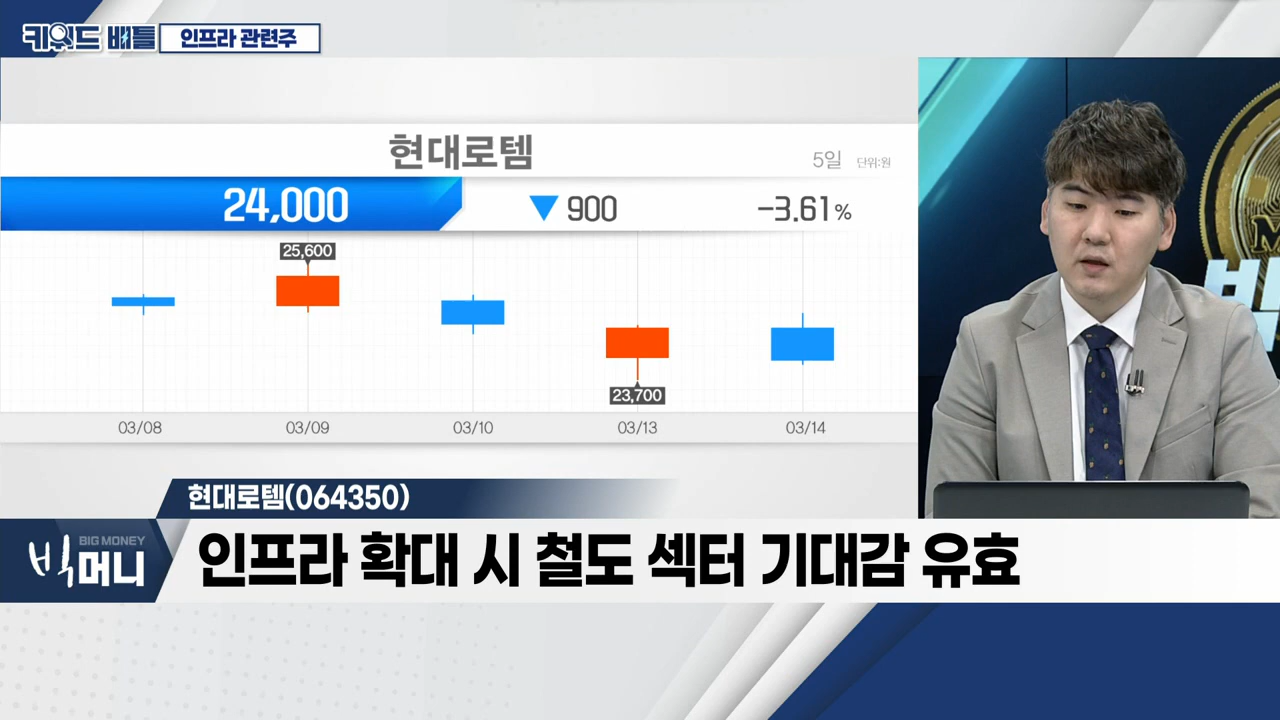 키워드 배틀 인프라 관련주
현대로템
5일 단위:원
24,000 ▼ 900 -3.61%
25,600
23,700
03/08 03/09 03/10 03/13 03/14
현대로템(064350)
BIG MONEY
빅머니
인프라 확대 시 철도 섹터 기대감 유효